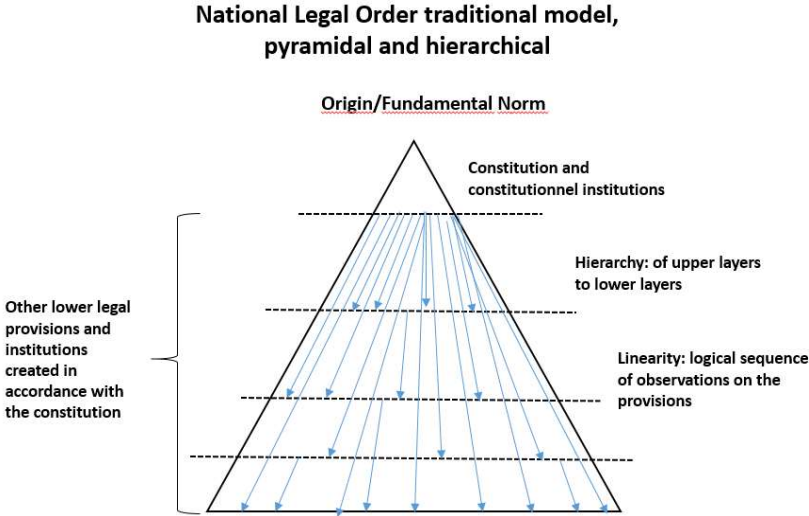 National Legal Order traditional model,
pyramidal and hierarchical
Origin/Fundamental Norm
Constitution and
constitutionnel institutions
Hierarchy: of upper layers
to lower layers
Other lower legal
provisions and
institutions
created in
accordance with
the constitution
Linearity: logical sequence
of observations on the
provisions